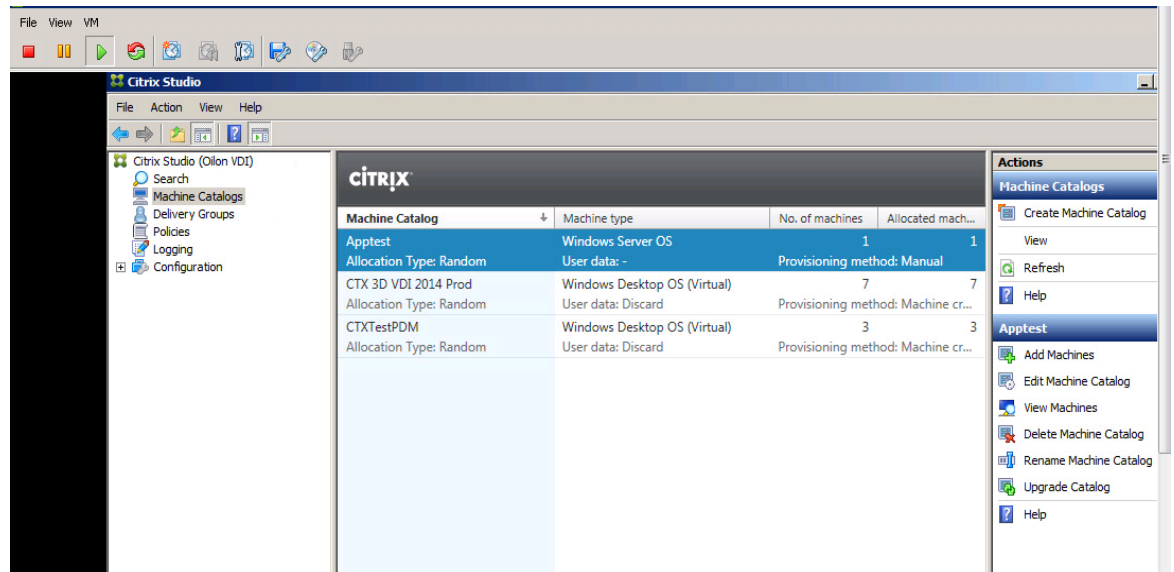 File View VM
Citrix Studio
File Action View Help
Citrix Studio (Oilon VDI)
Search
Machine Catalogs
Delivery Groups
Policies
Logging
Configuration
CİTRIX
Machine Catalog Machine type No. of machines Allocated mach...
Apptest Windows Server OS 1 1
Allocation Type: Random User data: - Provisioning method: Manual
CTX 3D VDI 2014 Prod Windows Desktop OS (Virtual) 7 7
Allocation Type: Random User data: Discard Provisioning method: Machine cr...
CTXTestPDM Windows Desktop OS (Virtual) 3 3
Allocation Type: Random User data: Discard Provisioning method: Machine cr...
Actions
Machine Catalogs
Create Machine Catalog
View
Refresh
Help
Apptest
Add Machines
Edit Machine Catalog
View Machines
Delete Machine Catalog
Rename Machine Catalog
Upgrade Catalog
Help